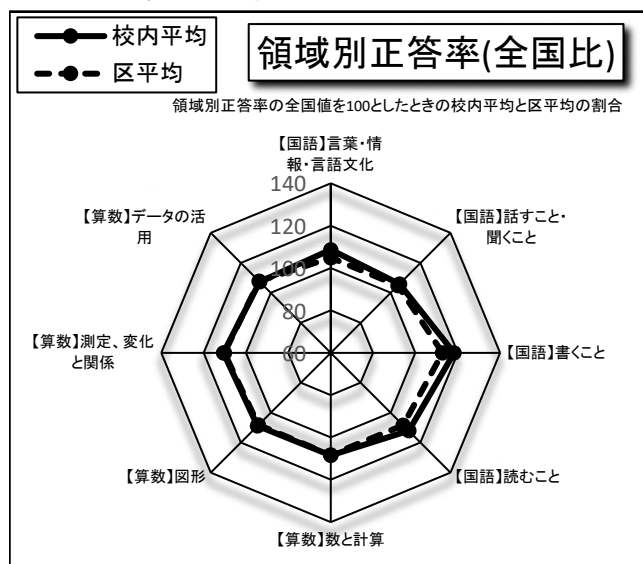 校内平均
区平均
領域別正答率(全国比)
領域別正答率の全国値を100としたときの校内平均と区平均の割合
【国語】言葉・情
報・言語文化
【国語】話すこと・
聞くこと
【国語】書くこと
【国語】読むこと
【算数】数と計算
【算数】図形
【算数】測定、変化
と関係
【算数】データの活
用
140
120
100
80
60